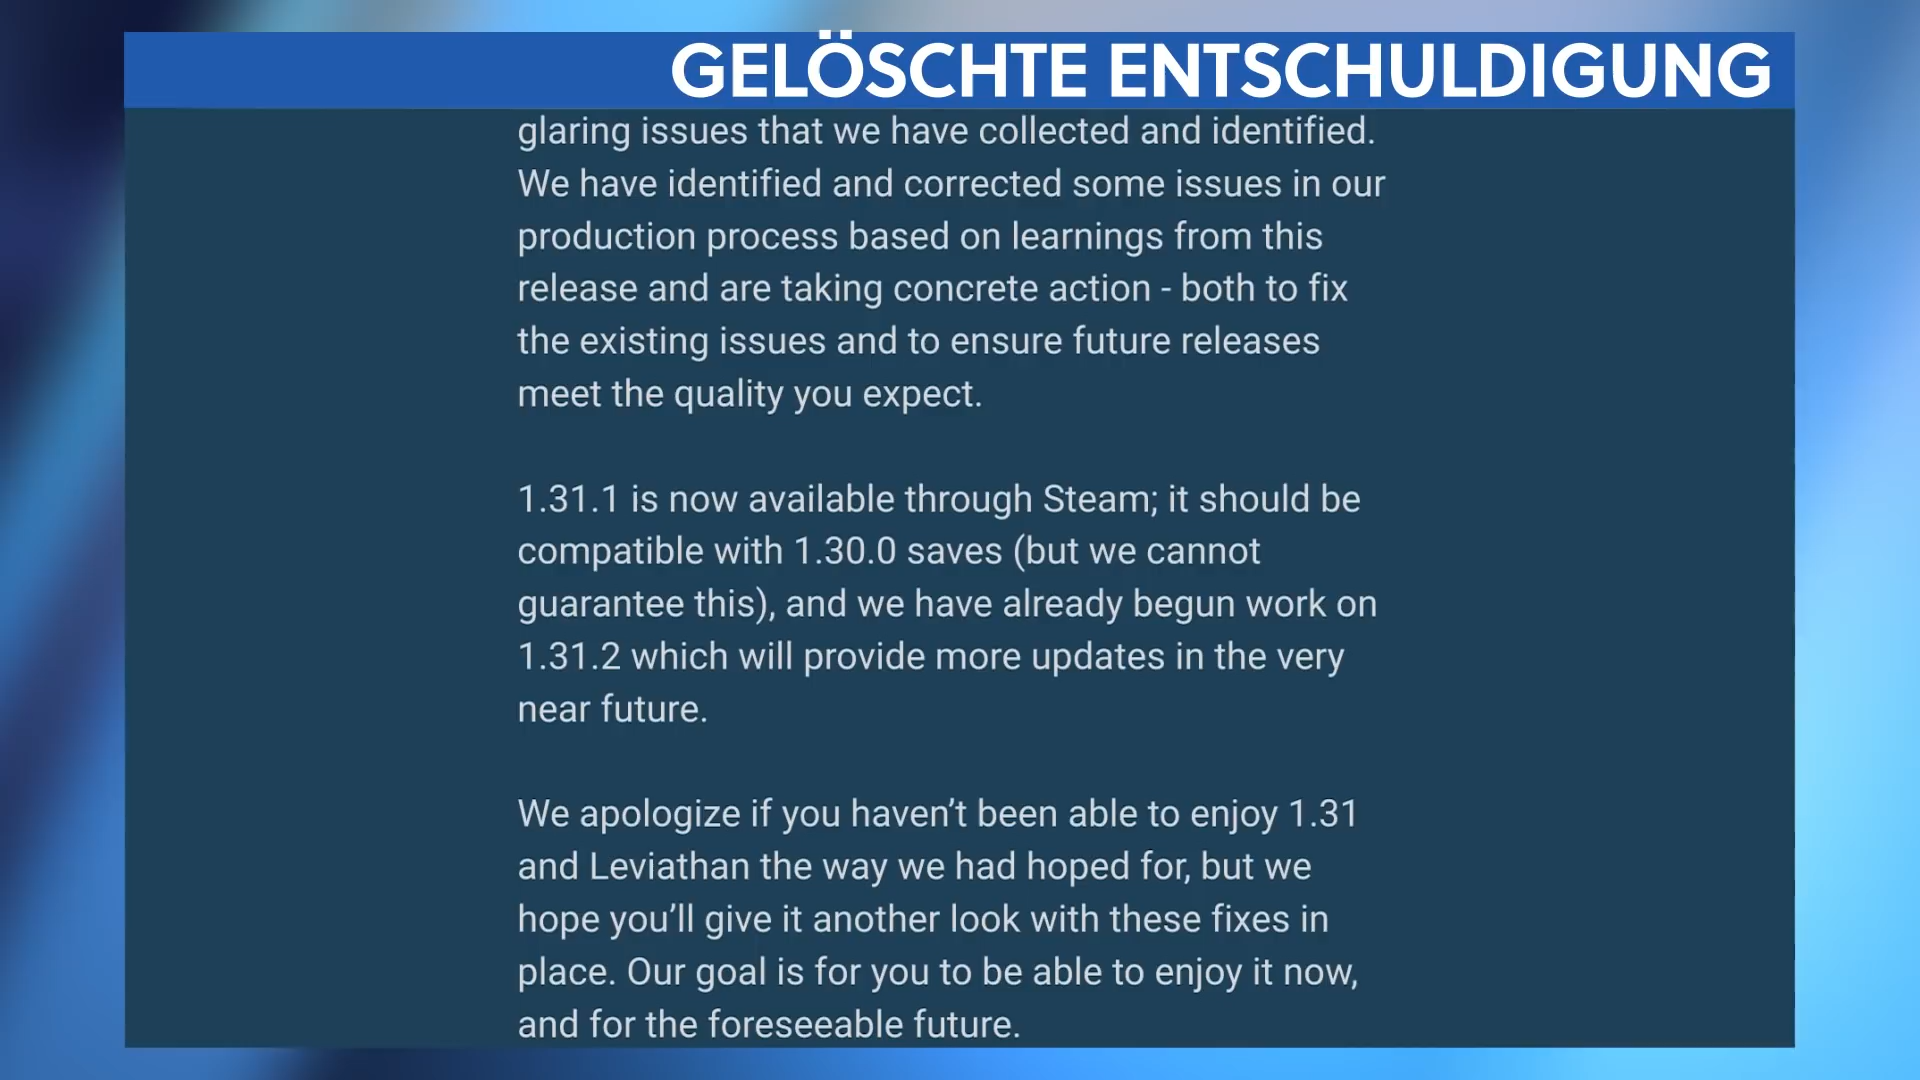 GELÖSCHTE ENTSCHULDIGUNG
glaring issues that we have collected and identified.
We have identified and corrected some issues in our
production process based on learnings from this
release and are taking concrete action - both to fix
the existing issues and to ensure future releases
meet the quality you expect.
1.31.1 is now available through Steam; it should be
compatible with 1.30.0 saves (but we cannot
guarantee this), and we have already begun work on
1.31.2 which will provide more updates in the very
near future.
We apologize if you haven’t been able to enjoy 1.31
and Leviathan the way we had hoped for, but we
hope you’ll give it another look with these fixes in
place. Our goal is for you to be able to enjoy it now,
and for the foreseeable future.